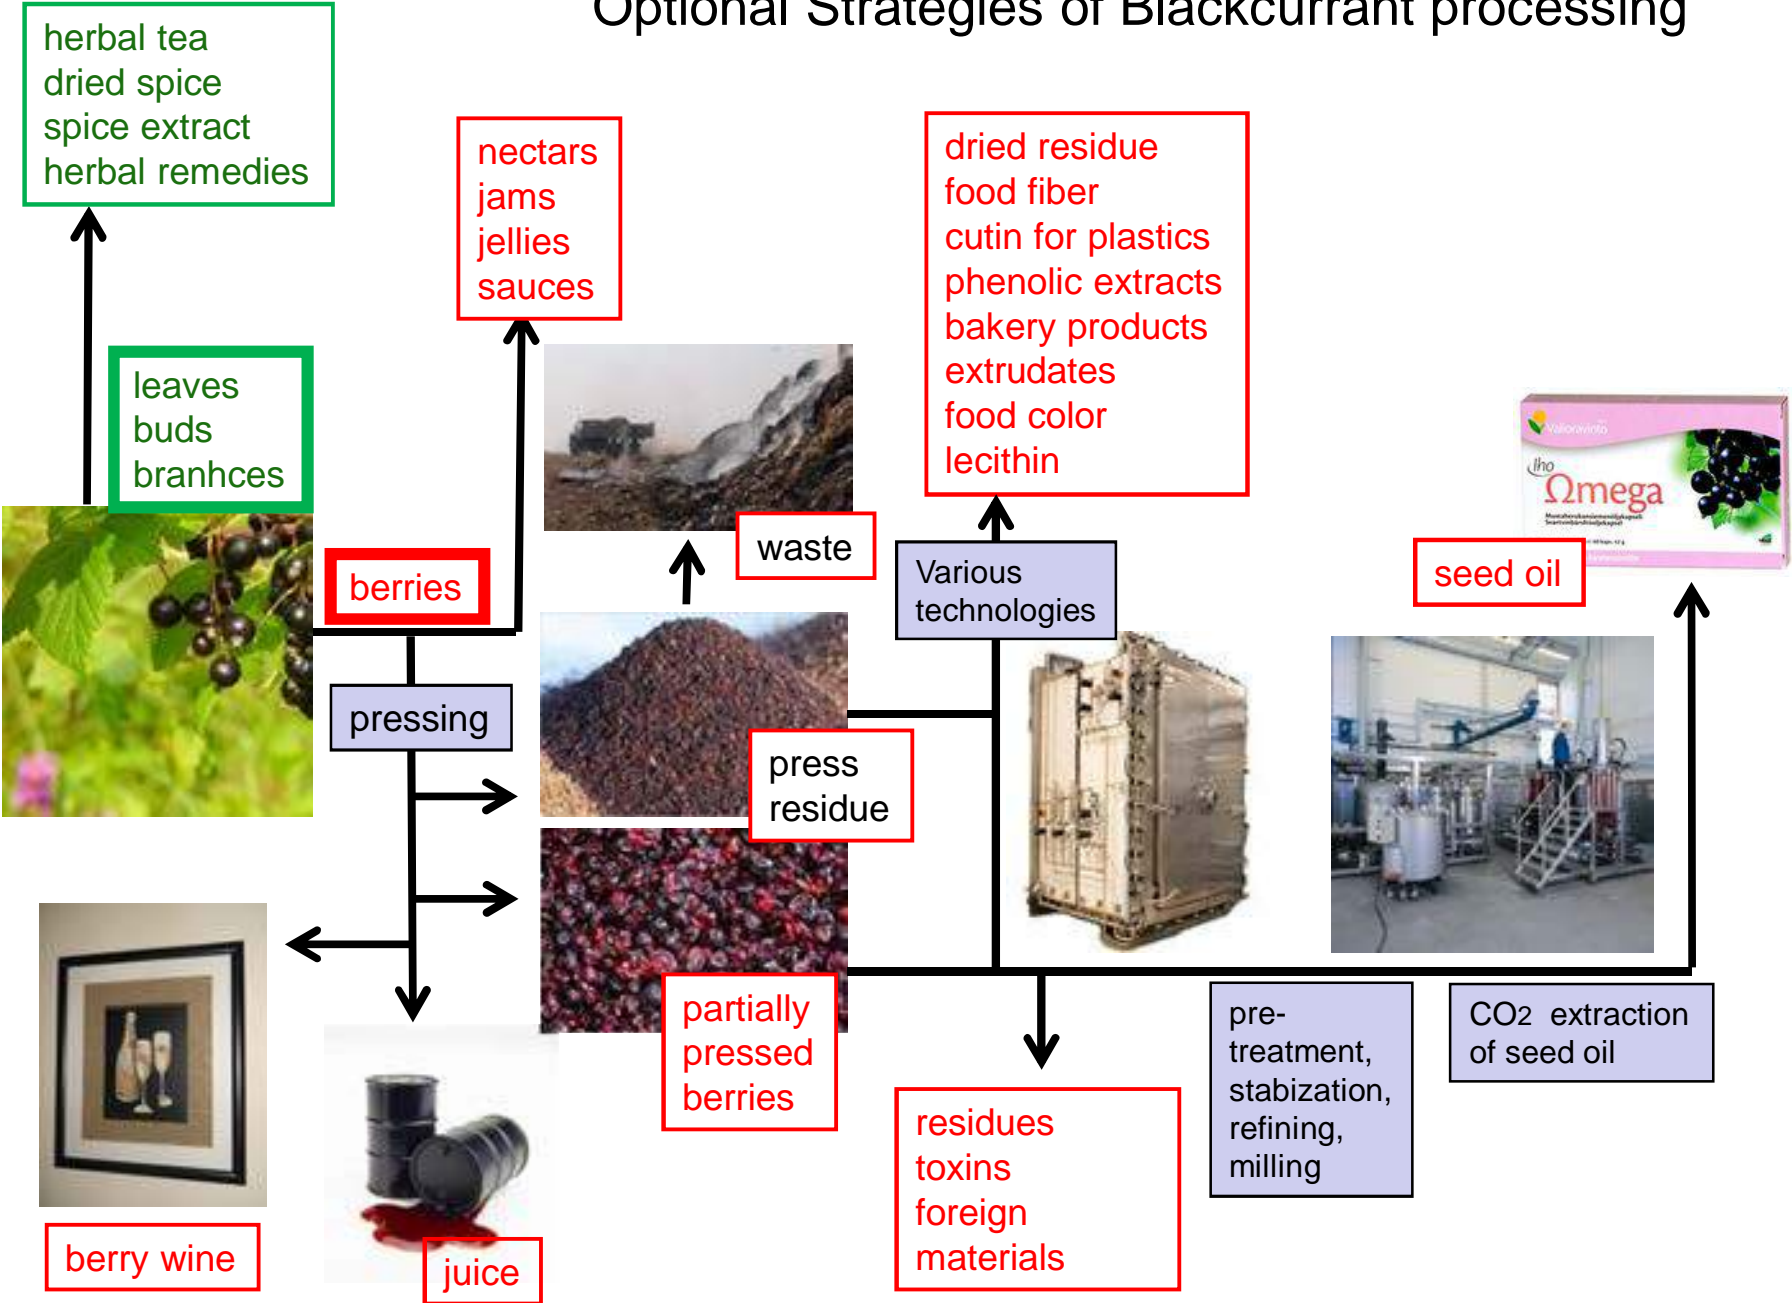 Optional Strategies of Blackcurrant processing
herbal tea
dried spice
spice extract
herbal remedies
nectars
jams
jellies
sauces
dried residue
food fiber
cutin for plastics
phenolic extracts
bakery products
extrudates
food color
lecithin
leaves
buds
branhces
berries
waste
Various
technologies
Valioravinto
iho
Ωmega
seed oil
pressing
press
residue
partially
pressed
berries
pre-
treatment,
stabization,
refining,
milling
CO2 extraction
of seed oil
residues
toxins
foreign
materials
berry wine
juice